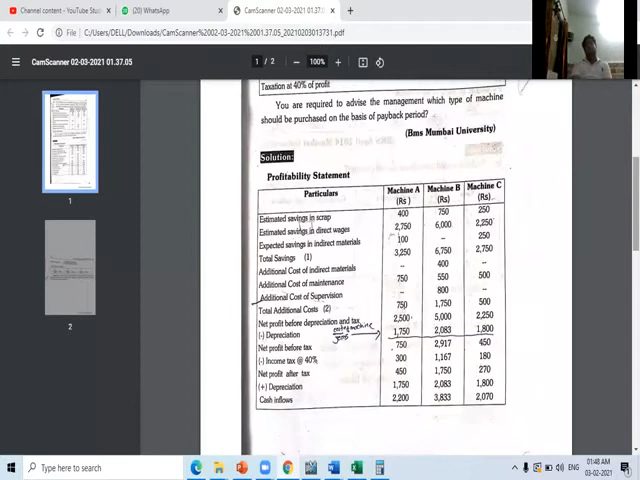 Channel content - YouTube Stud
(20) WhatsApp
CamScanner 02-03-2021 01.37.05
C:/Users/DELL/Downloads/CamScanner%2002-03-2021%2001.37.05_20210203013731.pdf
CamScanner 02-03-2021 01.37.05
1 / 2
100%
Taxation at 40% of profit
You are required to advise the management which type of machine
should be purchased on the basis of payback period?
(Bms Mumbai University)
Solution:
Profitability Statement
Particulars Machine A (Rs) Machine B (Rs) Machine C (Rs).
Estimated savings in scrap 400 750 250
Estimated savings in direct wages 2,750 6,000 2,250
Expected savings in indirect materials 100 – 250
Total Savings (1) 3,250 6,750 2,750
Additional Cost of indirect materials -- 400 --
Additional Cost of maintenance 750 550 500
Additional Cost of Supervision -- 800 --
Total Additional Costs (2) 750 1,750 500
Net profit before depreciation and tax 2,500 5,000 2,250
(-) Depreciation cost of machine years 1,750 2,083 1,800
Net profit before tax 750 2,917 450
(-) Income tax @ 40% 300 1,167 180
Net profit after tax 450 1,750 270
(+) Depreciation 1,750 2,083 1,800
Cash inflows 2,200 3,833 2,070
1
2
Type here to search
ENG
01:48 AM
03-02-2021